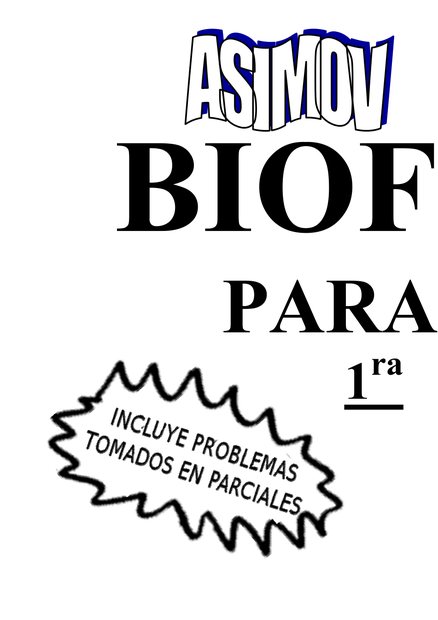 ASIMOV
BIOF
PARA
1ra
INCLUYE PROBLEMAS
TOMADOS EN PARCIALES